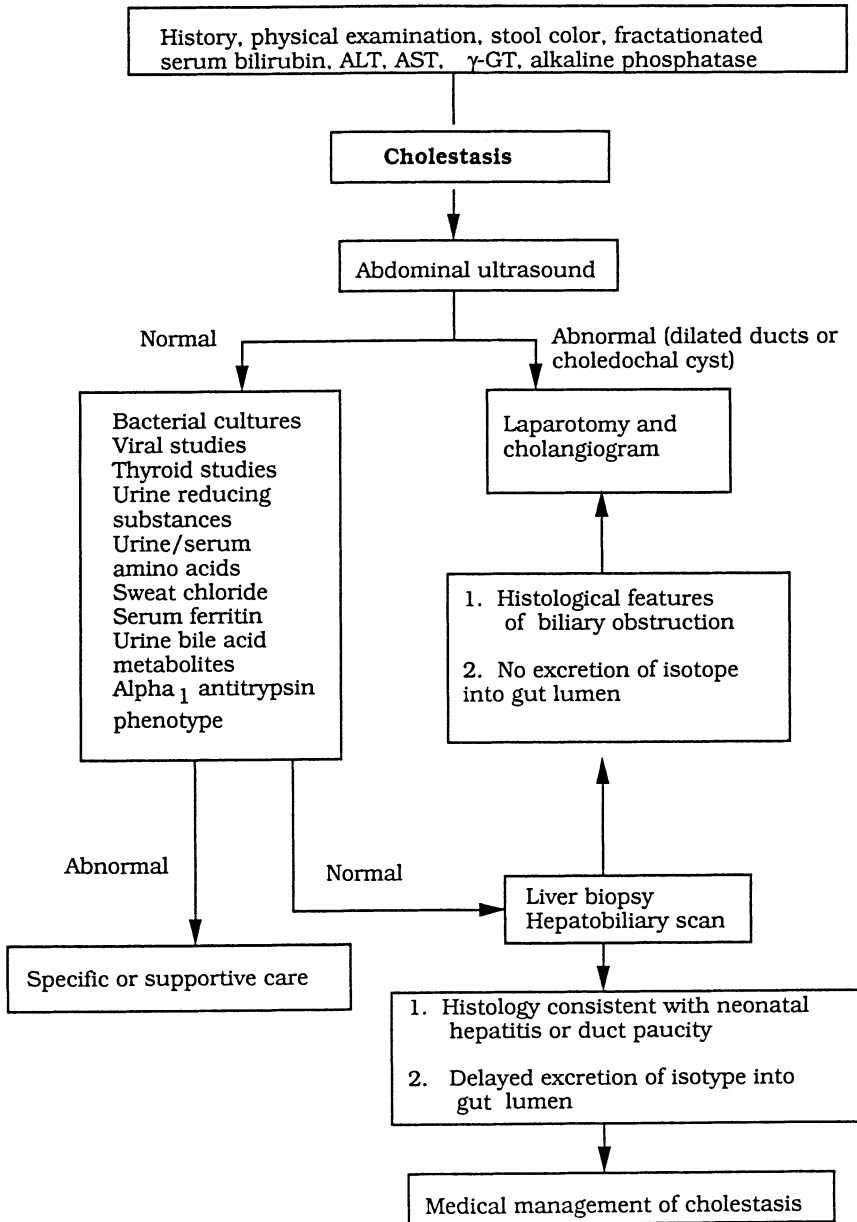 History, physical examination, stool color, fractationated
serum bilirubin, ALT, AST, γ-GT, alkaline phosphatase
Cholestasis
Abdominal ultrasound
Normal
Abnormal (dilated ducts or
choledochal cyst)
Bacterial cultures
Viral studies
Thyroid studies
Urine reducing
substances
Urine/serum
amino acids
Sweat chloride
Serum ferritin
Urine bile acid
metabolites
Alpha 1 antitrypsin
phenotype
Laparotomy and
cholangiogram
1. Histological features
of biliary obstruction
2. No excretion of isotope
into gut lumen
Abnormal
Normal
Liver biopsy
Hepatobiliary scan
Specific or supportive care
1. Histology consistent with neonatal
hepatitis or duct paucity
2. Delayed excretion of isotype into
gut lumen
Medical management of cholestasis